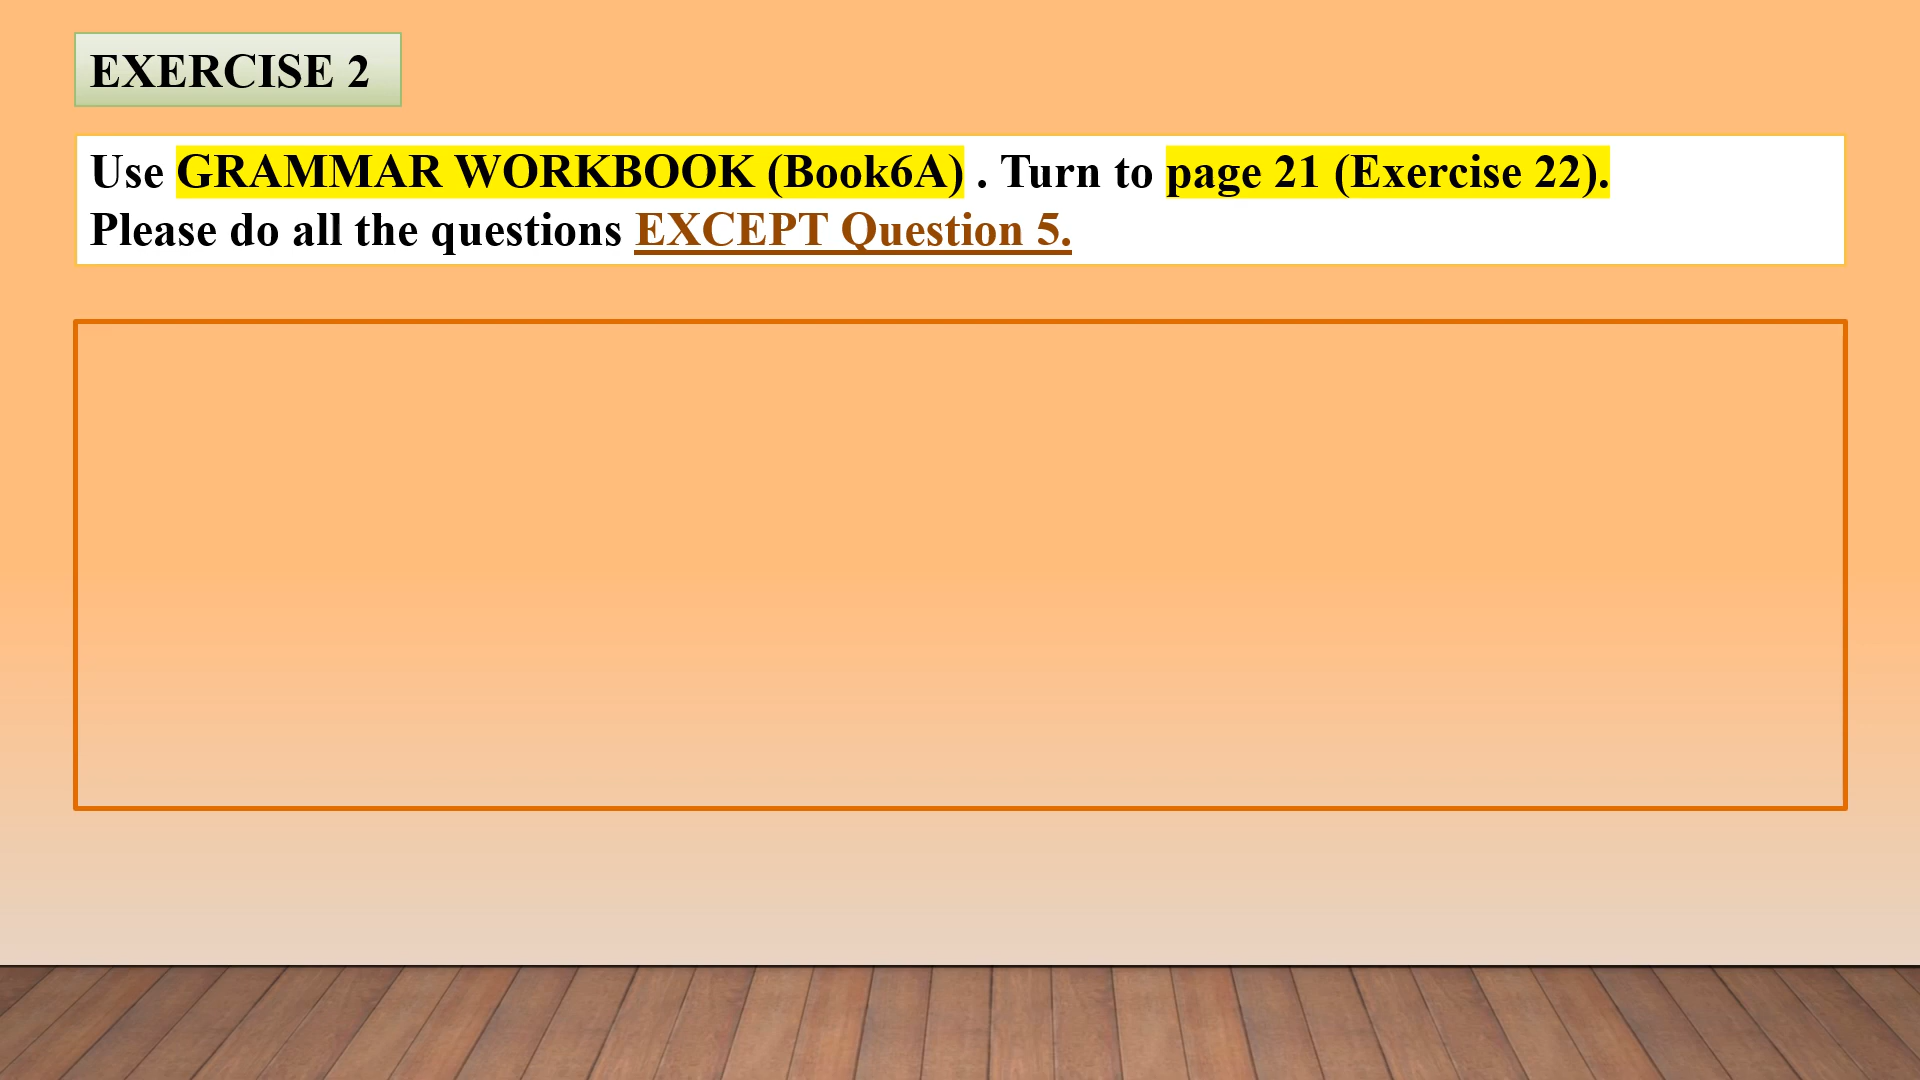 EXERCISE 2
Use GRAMMAR WORKBOOK (Book6A) . Turn to page 21 (Exercise 22).
Please do all the questions EXCEPT Question 5.